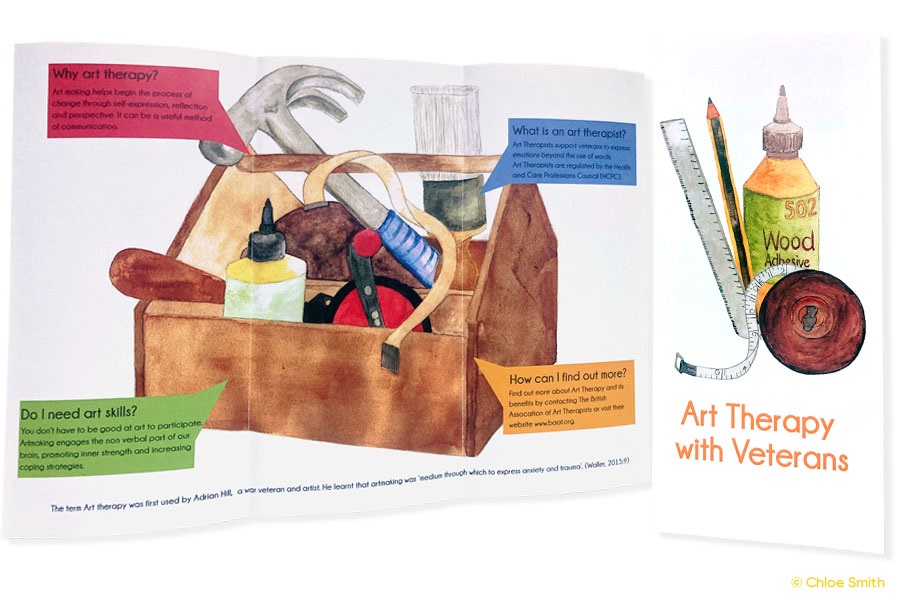 Why art therapy?
Art making helps begin the process of
change through self-expression, reflection
and perspective. It can be a useful method
of communication.
What is an art therapist?
Art Therapists support veterans to express
emotions beyond the use of words.
Art Therapists are regulated by the Health
and Care Professions Council (HCPC).
Do I need art skills?
You don't have to be good at art to participate.
Artmaking engages the non verbal part of our
brain, promoting inner strength and increasing
coping strategies.
How can I find out more?
Find out more about Art Therapy and its
benefits by contacting The British
Association of Art Therapists or visit their
website www.baat.org.
The term Art therapy was first used by Adrian Hill, a war veteran and artist. He learnt that artmaking was 'medium through which to express anxiety and trauma'. (Waller, 2015:9)
502
Wood
Adhesive
Art Therapy
with Veterans
© Chloe Smith